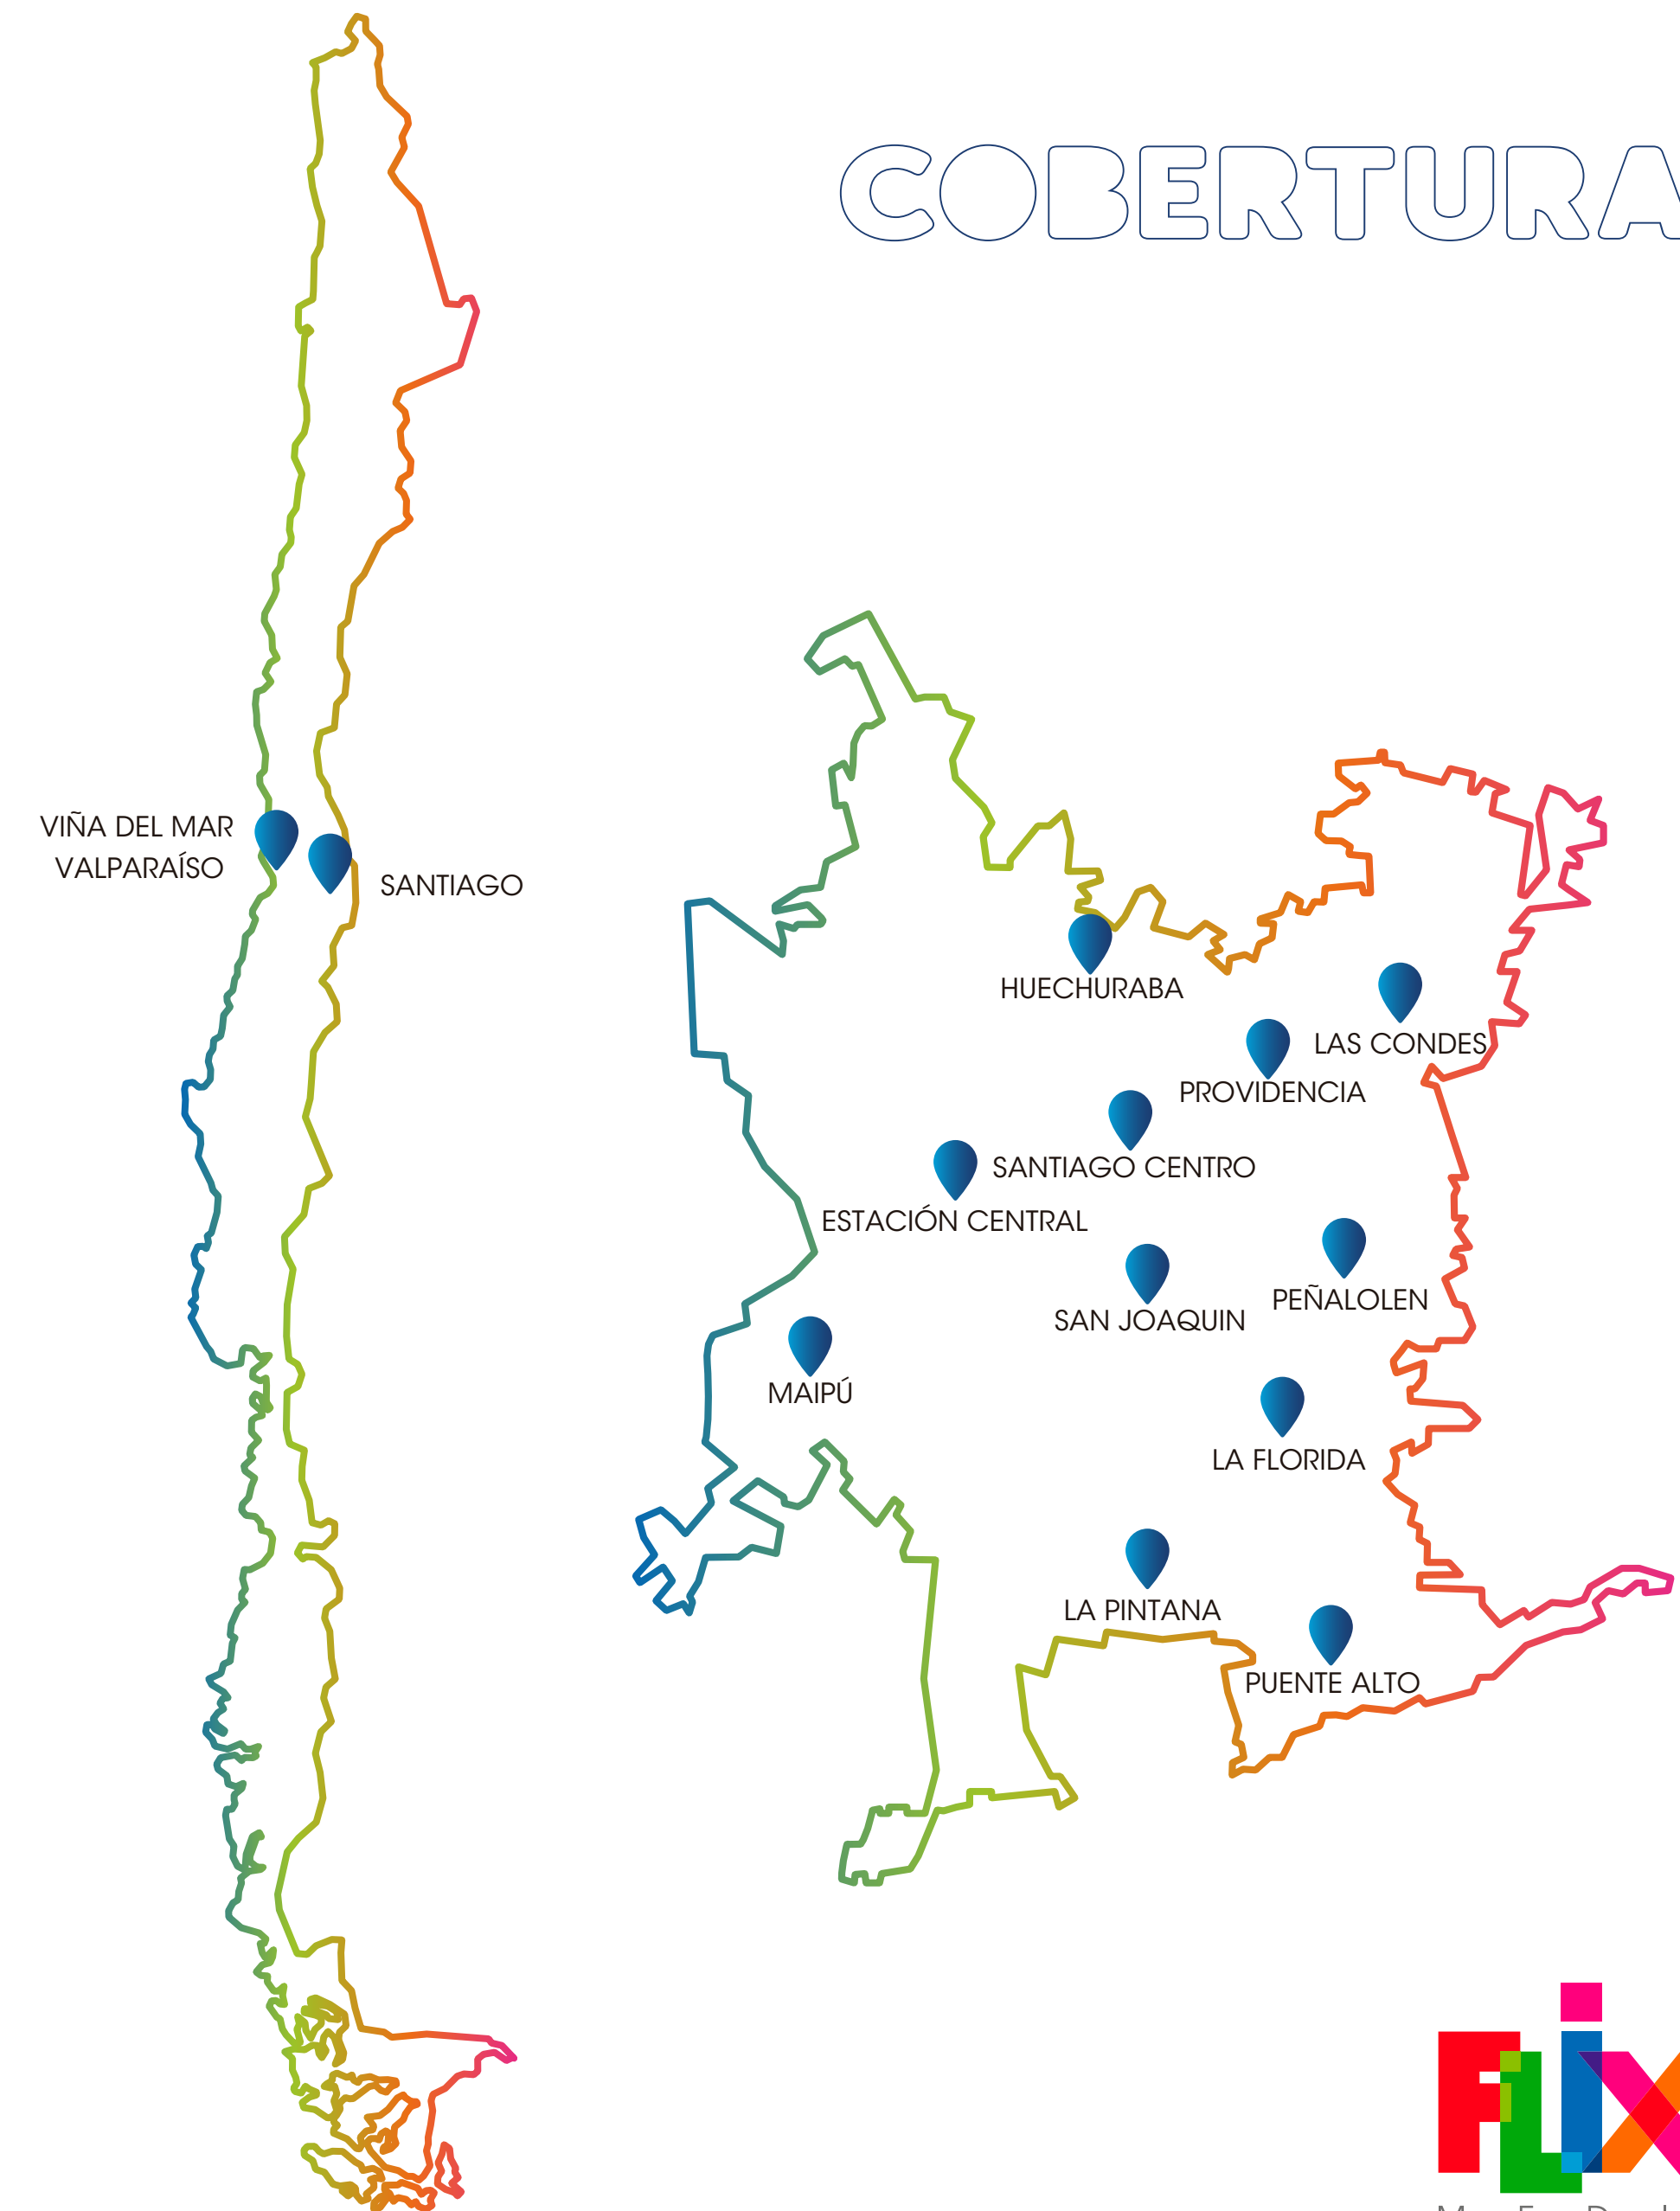 COBERTURA
VIÑA DEL MAR
VALPARAÍSO
SANTIAGO
HUECHURABA
LAS CONDES
PROVIDENCIA
SANTIAGO CENTRO
ESTACIÓN CENTRAL
PEÑALOLEN
SAN JOAQUIN
MAIPÚ
LA FLORIDA
LA PINTANA
PUENTE ALTO
FLiX